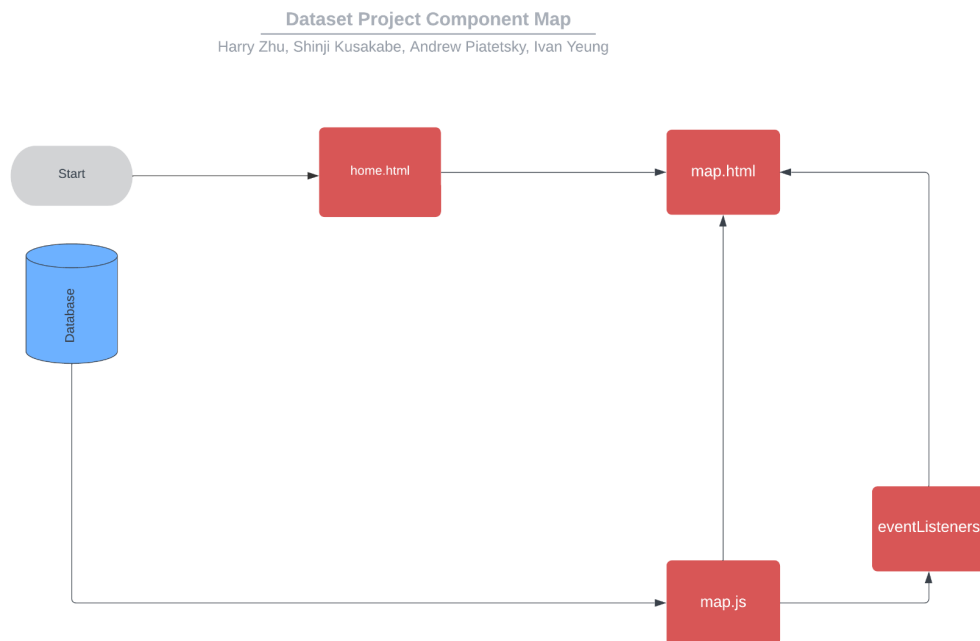 Dataset Project Component Map
Harry Zhu, Shinji Kusakabe, Andrew Piatetsky, Ivan Yeung
Start
home.html
map.html
Database
eventListeners
map.js